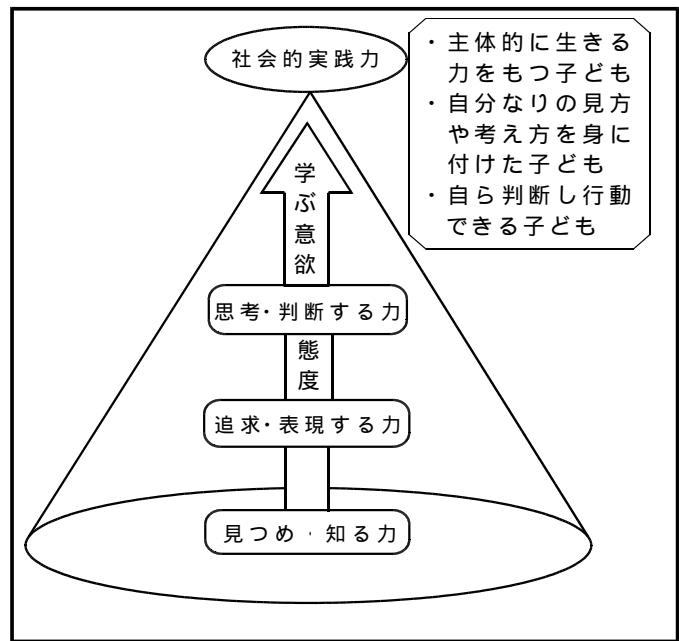 社会的実践力
・主体的に生きる
力をもつ子ども
・自分なりの見方
や考え方を身に
付けた子ども
・自ら判断し行動
できる子ども
学ぶ意欲
思考・判断する力
態度
追求・表現する力
見つめ・知る力